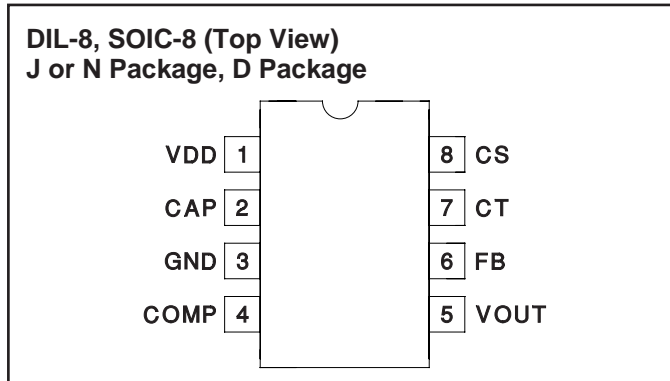 DIL-8, SOIC-8 (Top View)
J or N Package, D Package
VDD 1 8 CS
CAP 2 7 CT
GND 3 6 FB
COMP 4 5 VOUT